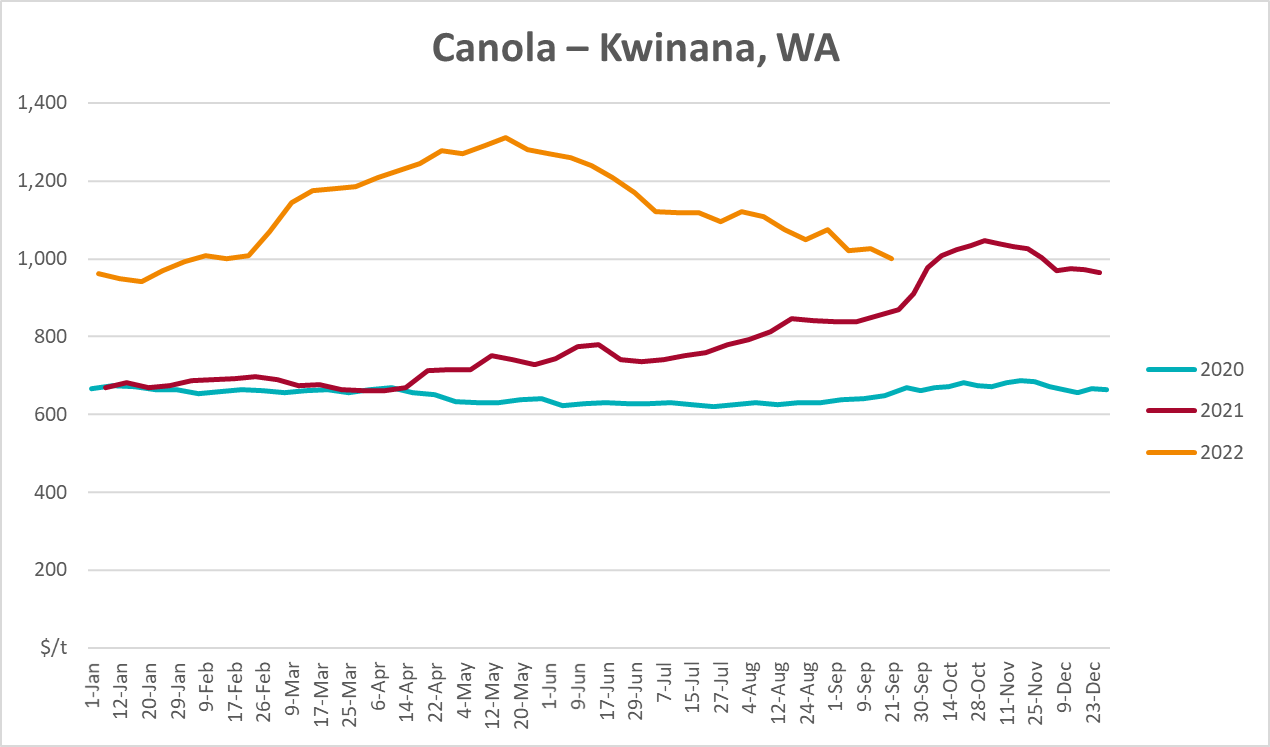 Canola – Kwinana, WA
1,400
1,200
1,000
800
600
400
200
$/t
1-Jan
12-Jan
20-Jan
29-Jan
9-Feb
17-Feb
26-Feb
9-Mar
17-Mar
25-Mar
6-Apr
14-Apr
22-Apr
4-May
12-May
20-May
1-Jun
9-Jun
17-Jun
29-Jun
7-Jul
15-Jul
27-Jul
4-Aug
12-Aug
24-Aug
1-Sep
9-Sep
21-Sep
30-Sep
14-Oct
28-Oct
11-Nov
25-Nov
9-Dec
23-Dec
2020
2021
2022